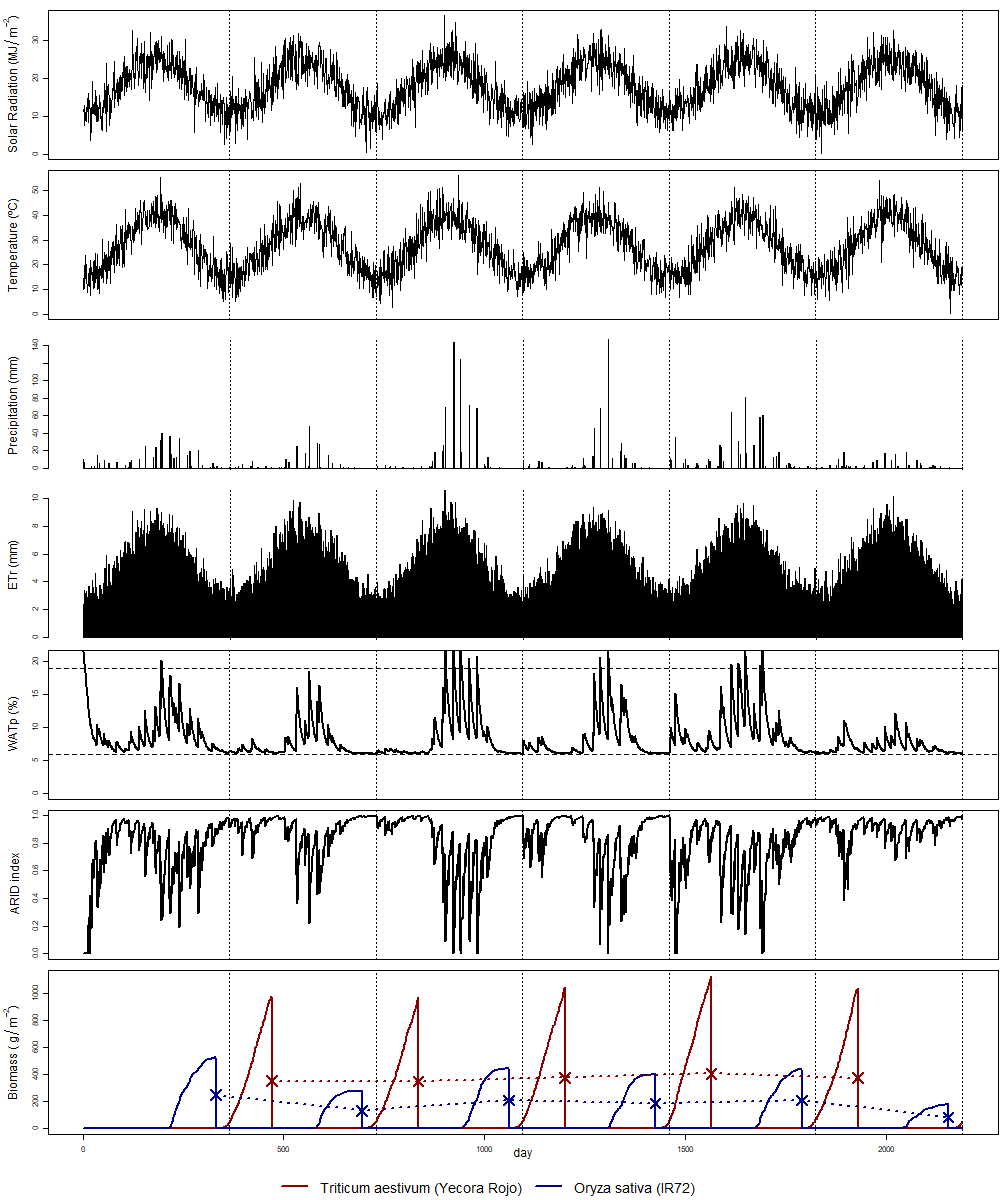 Solar Radiation (MJ/ m⁻²)
0 10 20 30
Temperature (ºC)
0 10 20 30 40 50
Precipitation (mm)
0 20 40 60 80 100 140
ETr (mm)
0 2 4 6 8 10
WATp (%)
0 5 10 15 20
ARID index
0.0 0.2 0.4 0.6 0.8 1.0
Biomass ( g/ m⁻²)
0 200 400 600 800 1000
0 500 1000 1500 2000
day
Triticum aestivum (Yecora Rojo) Oryza sativa (IR72)